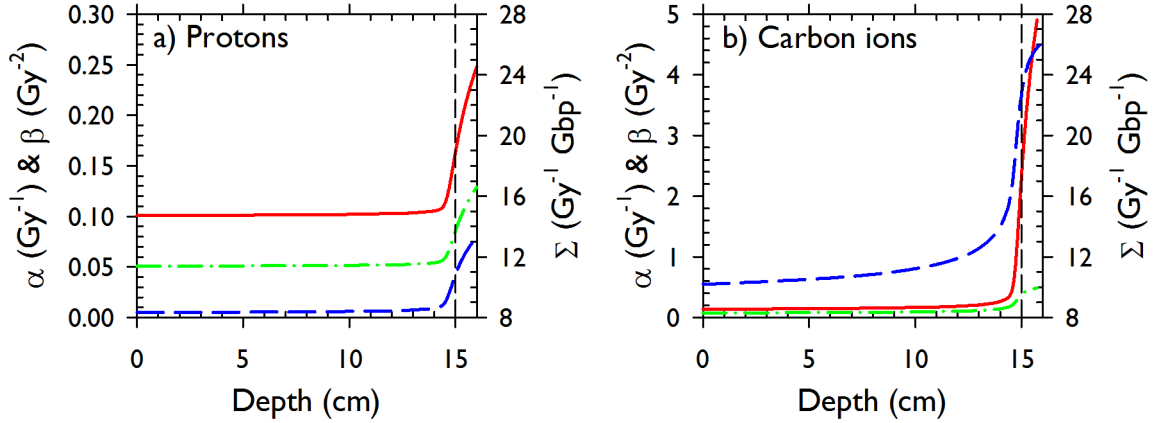 a) Protons
α (Gy-1) & β (Gy-2)
0.30
0.25
0.20
0.15
0.10
0.05
0.00
28
24
20
16
12
8
Σ (Gy-1 Gbp-1)
0 5 10 15
Depth (cm)
b) Carbon ions
α (Gy-1) & β (Gy-2)
5
4
3
2
1
0
28
24
20
16
12
8
Σ (Gy-1 Gbp-1)
0 5 10 15
Depth (cm)